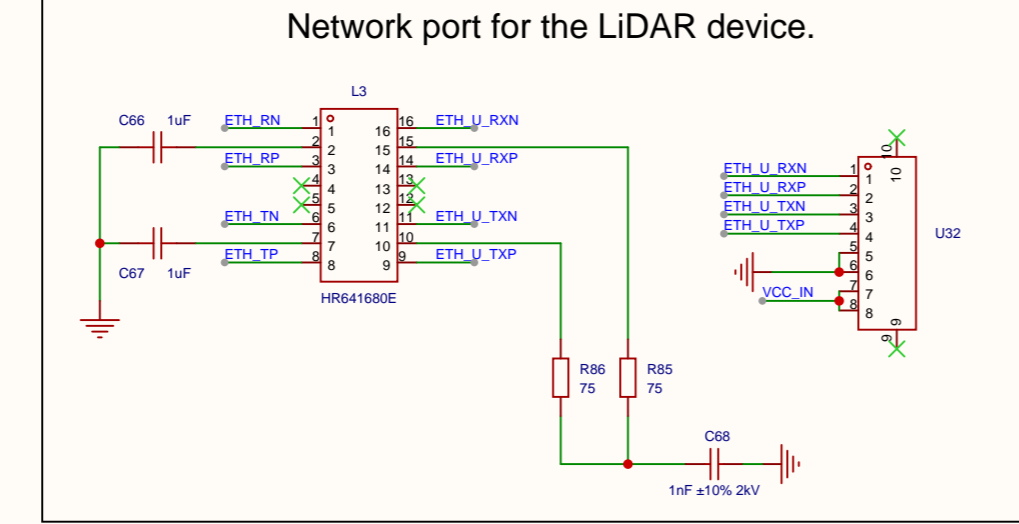 Network port for the LiDAR device.
L3
C66 1uF
ETH_RN 1 1 16 16 ETH_U_RXN
2 2 15 15
ETH_RP 3 3 14 14 ETH_U_RXP
4 4 13 13
5 5 12 12
ETH_TN 6 6 11 11 ETH_U_TXN
7 7 10 10
ETH_TP 8 8 9 9 ETH_U_TXP
C67 1uF
HR641680E
10 10
ETH_U_RXN 1 1
ETH_U_RXP 2 2
ETH_U_TXN 3 3
ETH_U_TXP 4 4
U32
5 5
6 6
VCC_IN 7 7
8 8
9 9
R86 R85
75 75
C68
1nF ±10% 2kV